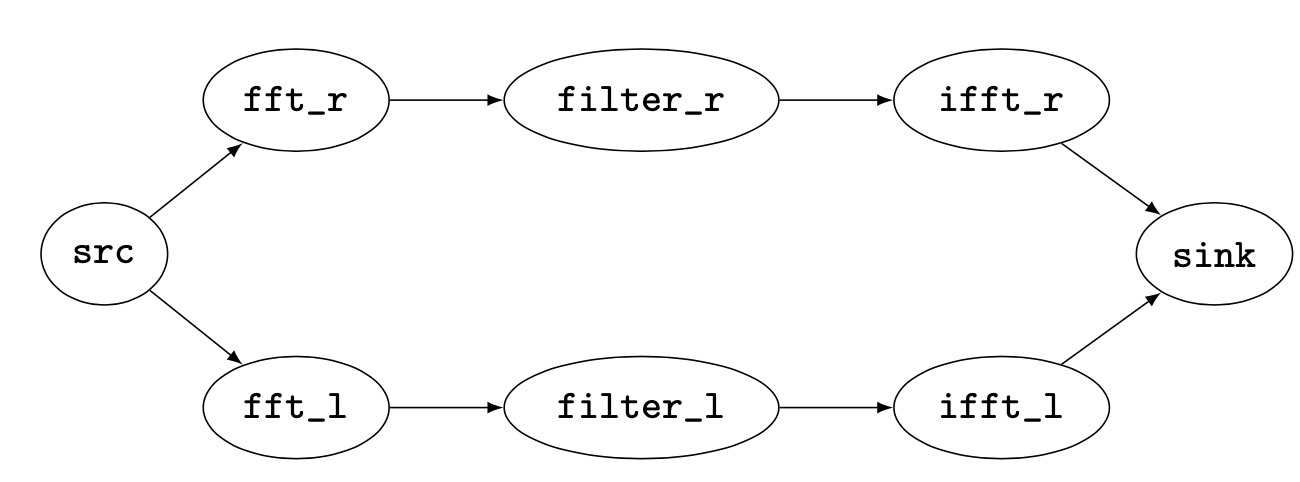 fft_r
filter_r
ifft_r
src
sink
fft_l
filter_l
ifft_l